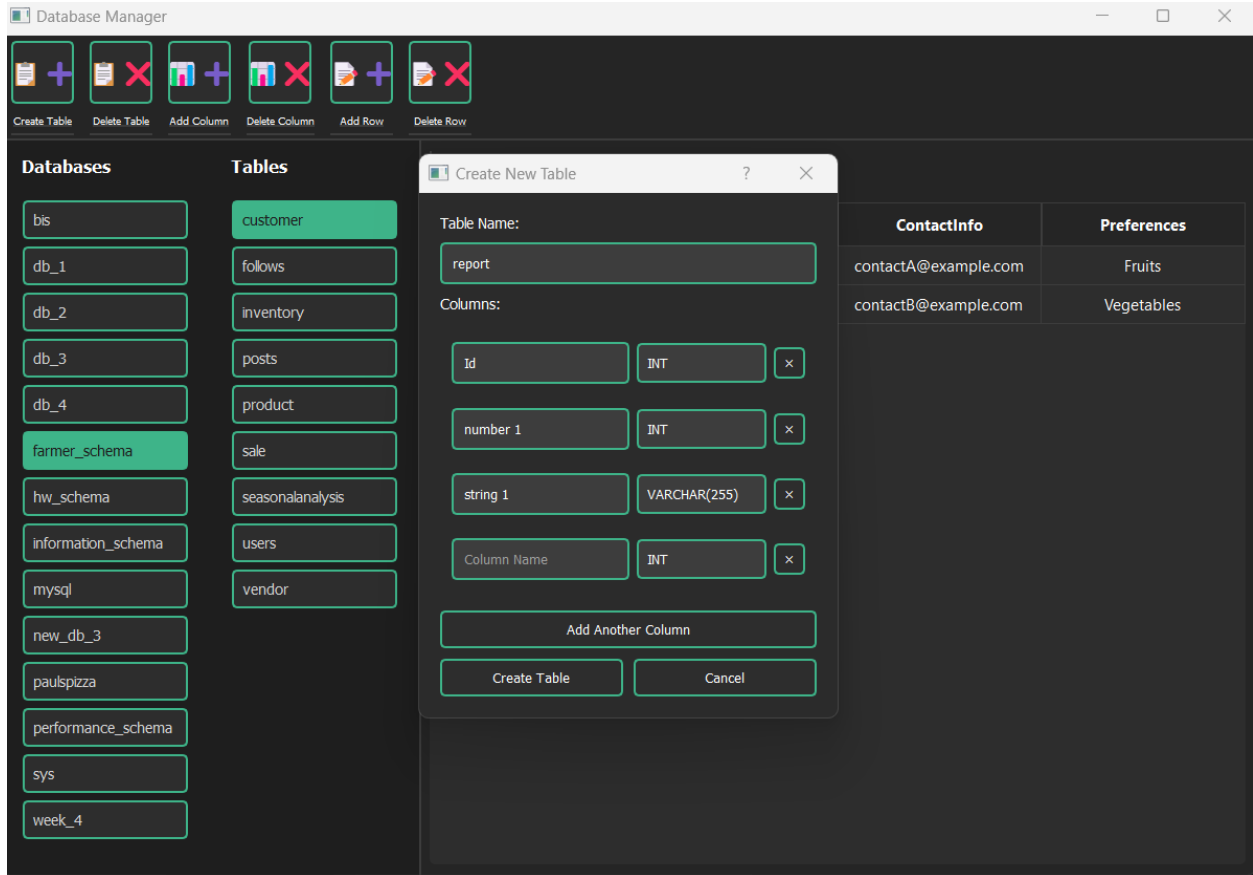 Database Manager
Create Table
Delete Table
Add Column
Delete Column
Add Row
Delete Row
Databases
bis
db_1
db_2
db_3
db_4
farmer_schema
hw_schema
information_schema
mysql
new_db_3
paulspizza
performance_schema
sys
week_4
Tables
customer
follows
inventory
posts
product
sale
seasonalanalysis
users
vendor
Create New Table
?
Table Name:
report
Columns:
Id INT ×
number 1 INT ×
string 1 VARCHAR(255) ×
Column Name INT ×
Add Another Column
Create Table Cancel
ContactInfo Preferences
contactA@example.com Fruits
contactB@example.com Vegetables